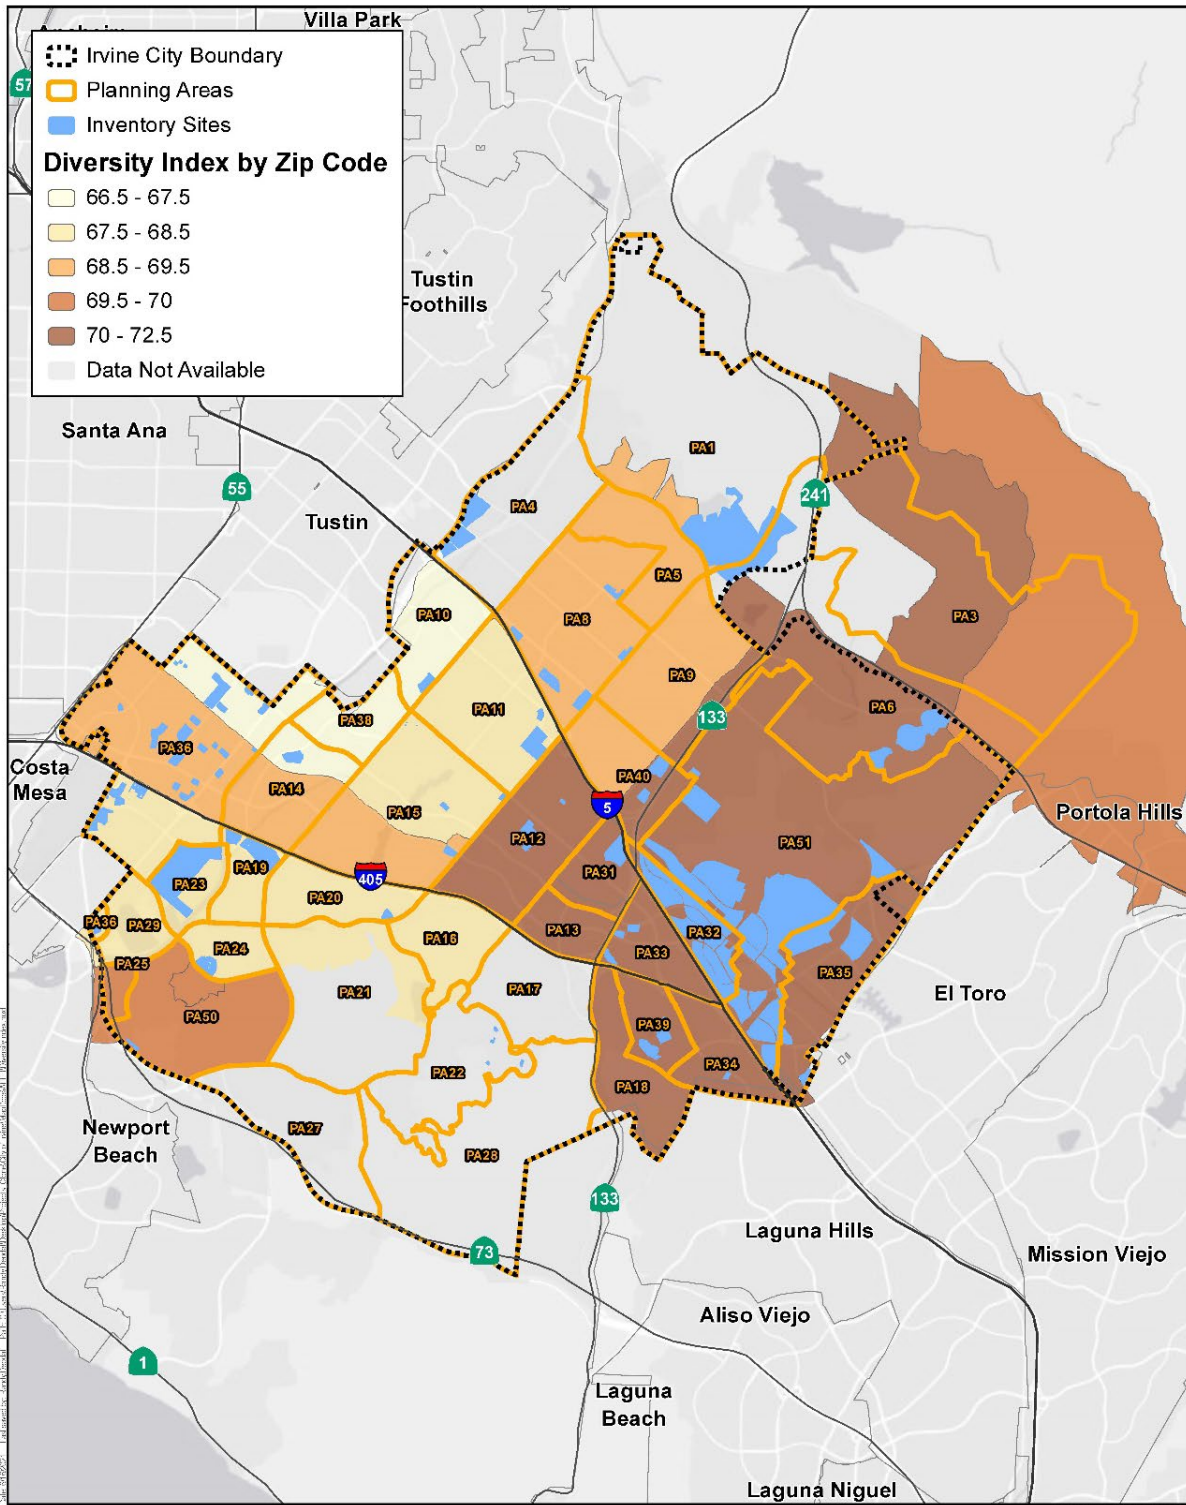 Villa Park
57
Irvine City Boundary
Planning Areas
Inventory Sites
Diversity Index by Zip Code
66.5 - 67.5
67.5 - 68.5
68.5 - 69.5
69.5 - 70
70 - 72.5
Data Not Available
Tustin
Foothills
Santa Ana
PA1
55
241
PA4
Tustin
PA5
PA10
PA8
PA3
PA9
PA6
PA11
133
PA38
PA36
Costa
Mesa
PA40
PA14
5
PA15
Portola Hills
PA12
PA51
PA19
405
PA31
PA23
PA20
PA36
PA29
PA16
PA13
PA32
PA24
PA33
PA25
PA35
PA21
PA17
El Toro
PA50
PA39
PA34
PA22
PA18
Newport
Beach
PA27
PA28
133
Laguna Hills
73
Mission Viejo
Aliso Viejo
1
Laguna
Beach
Laguna Niguel